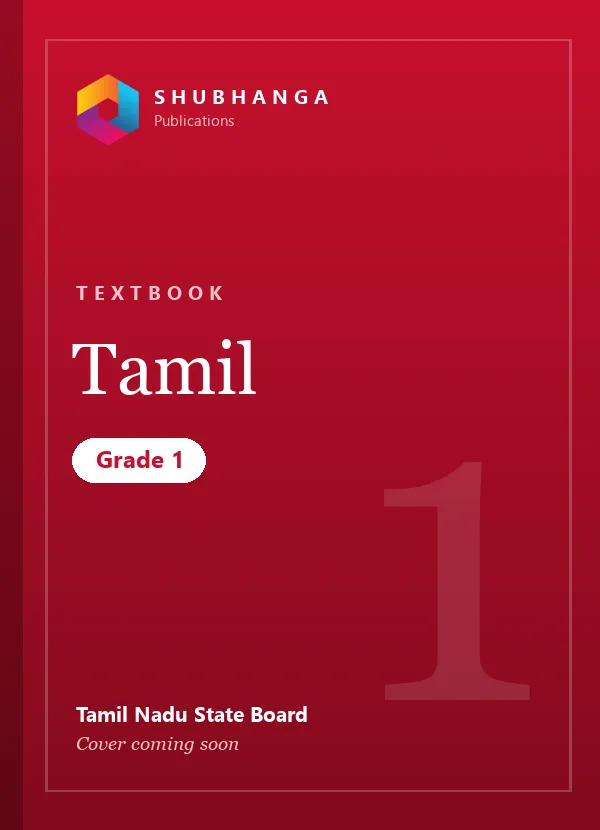 SHUBHANGA
Publications
TEXTBOOK
Tamil
Grade 1
1
Tamil Nadu State Board
Cover coming soon